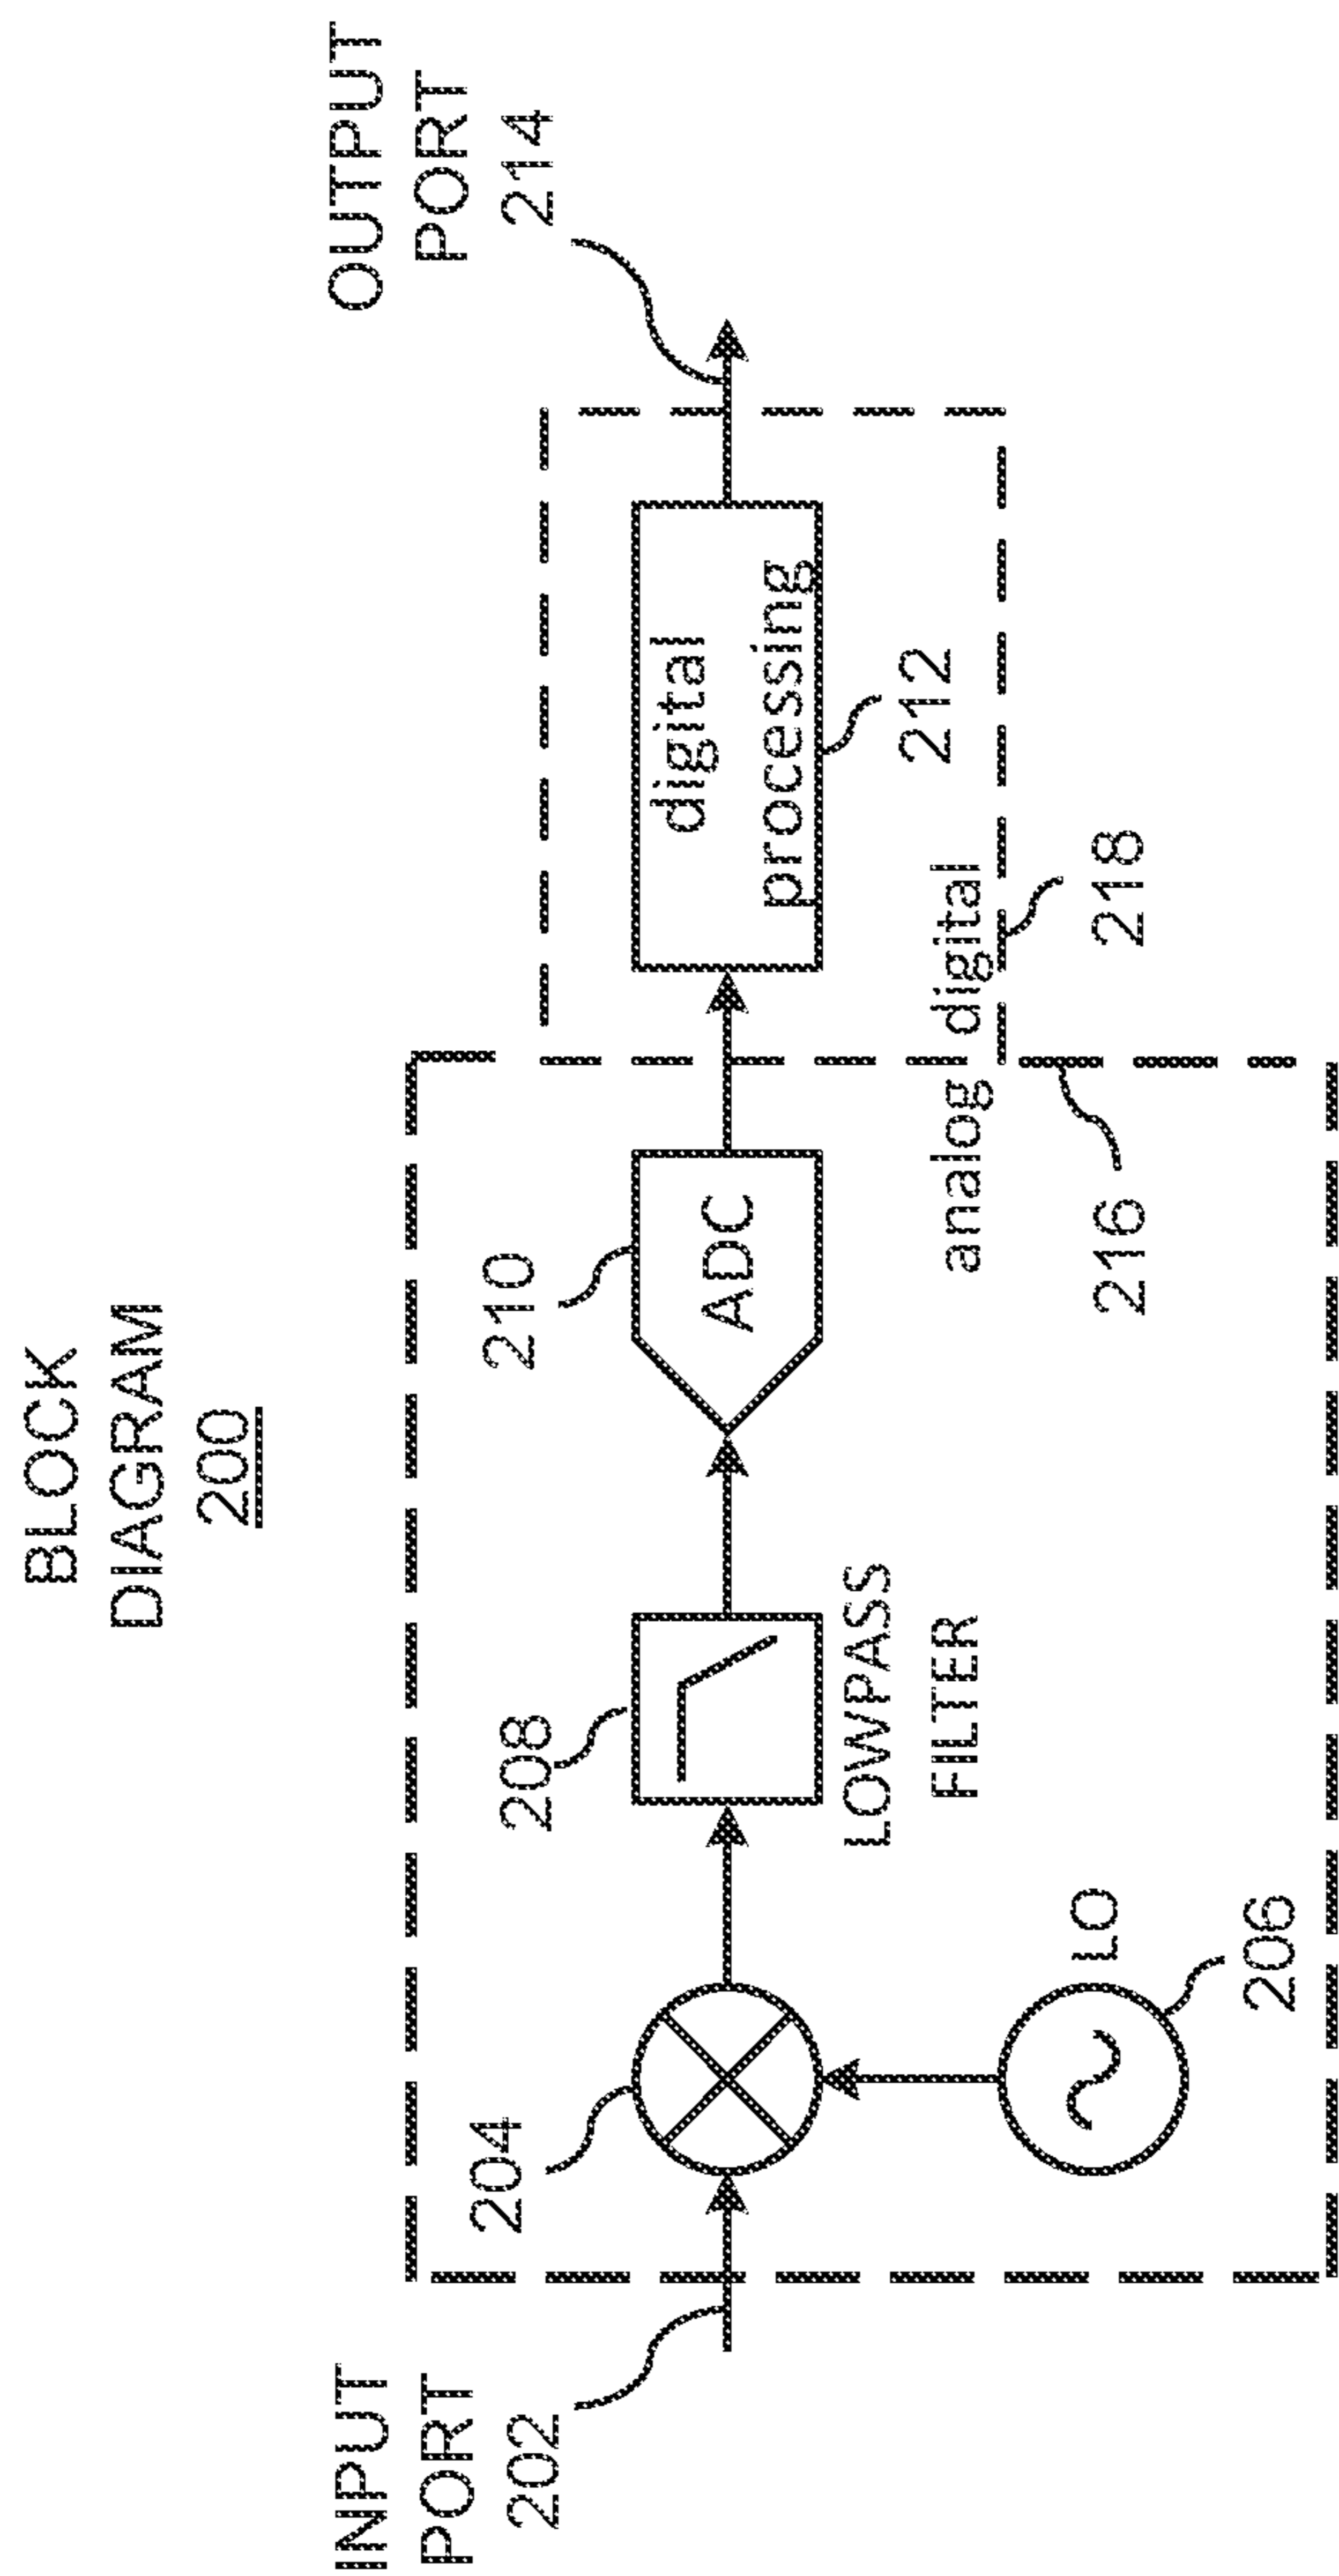 BLOCK
DIAGRAM
200
INPUT
PORT
202
204
LO
206
208
LOWPASS
FILTER
210
ADC
analog digital
216
218
digital
processing
212
OUTPUT
PORT
214